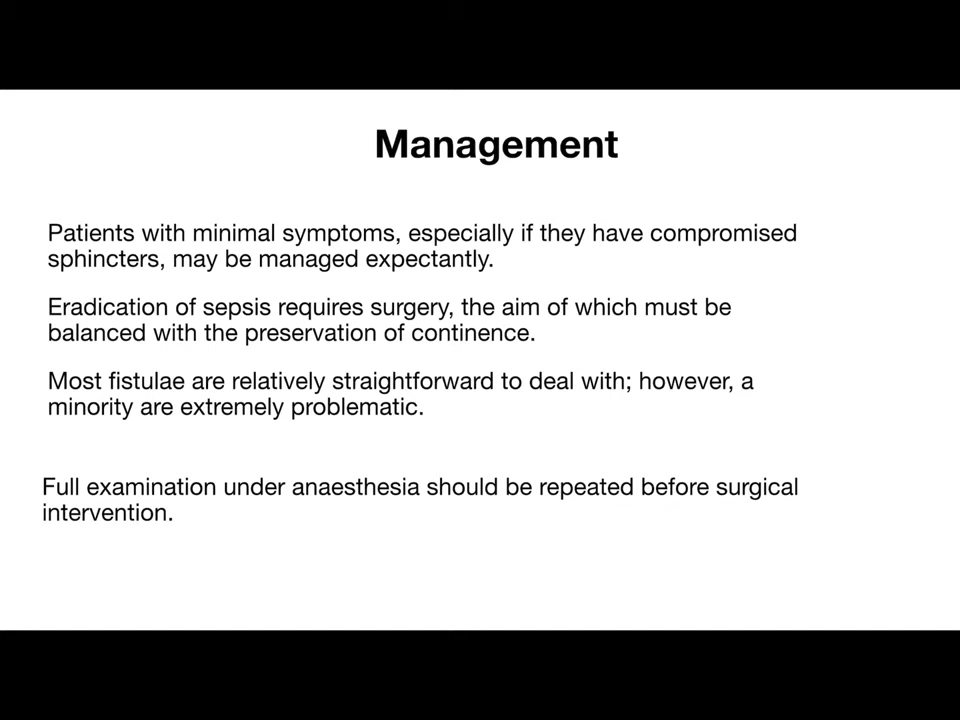 Management
Patients with minimal symptoms, especially if they have compromised
sphincters, may be managed expectantly.
Eradication of sepsis requires surgery, the aim of which must be
balanced with the preservation of continence.
Most fistulae are relatively straightforward to deal with; however, a
minority are extremely problematic.
Full examination under anaesthesia should be repeated before surgical
intervention.